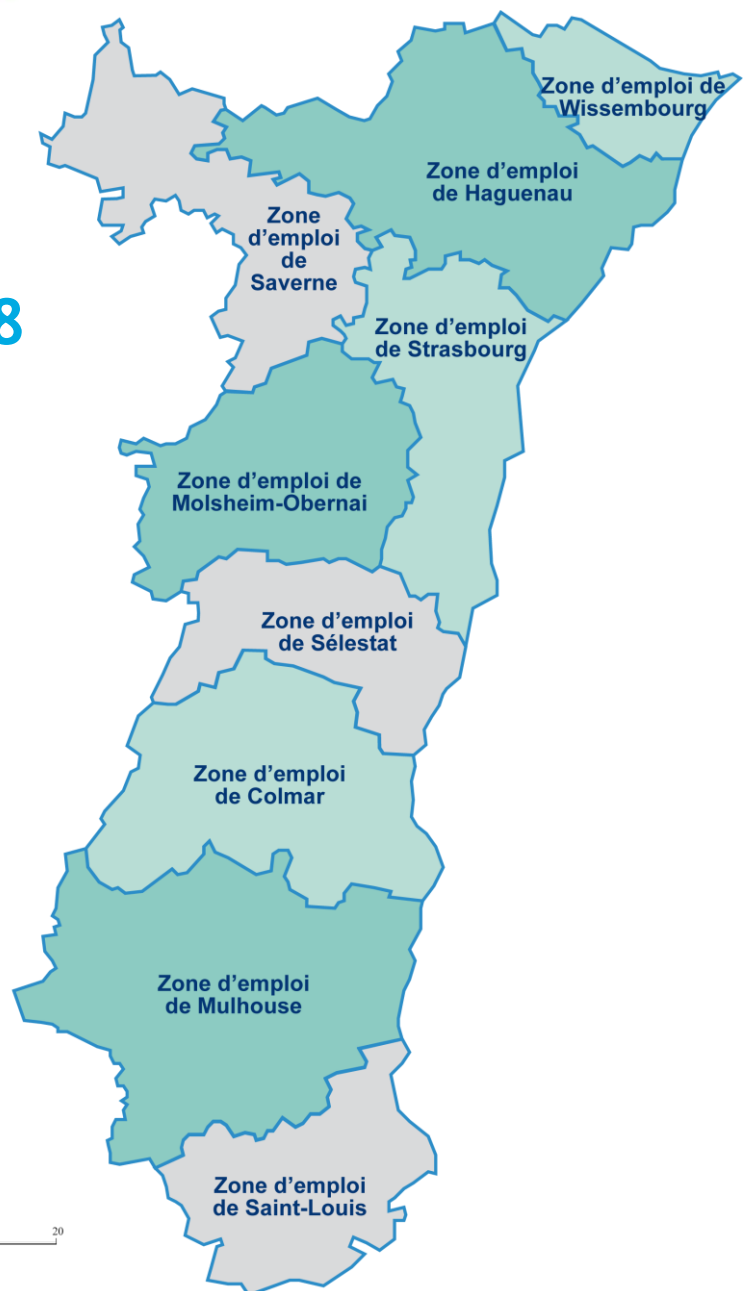 Zone d'emploi de
Wissembourg
Zone d'emploi
de Haguenau
Zone
d'emploi
de
Saverne
8
Zone d'emploi
de Strasbourg
Zone d'emploi de
Molsheim-Obernai
Zone d'emploi
de Sélestat
Zone d'emploi
de Colmar
Zone d'emploi
de Mulhouse
Zone d'emploi
de Saint-Louis
20